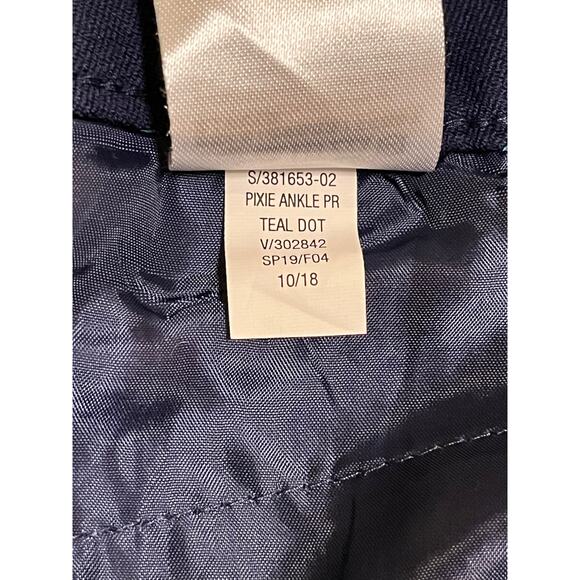 S/381653-02
PIXIE ANKLE PR
TEAL DOT
V/302842
SP19/F04
10/18